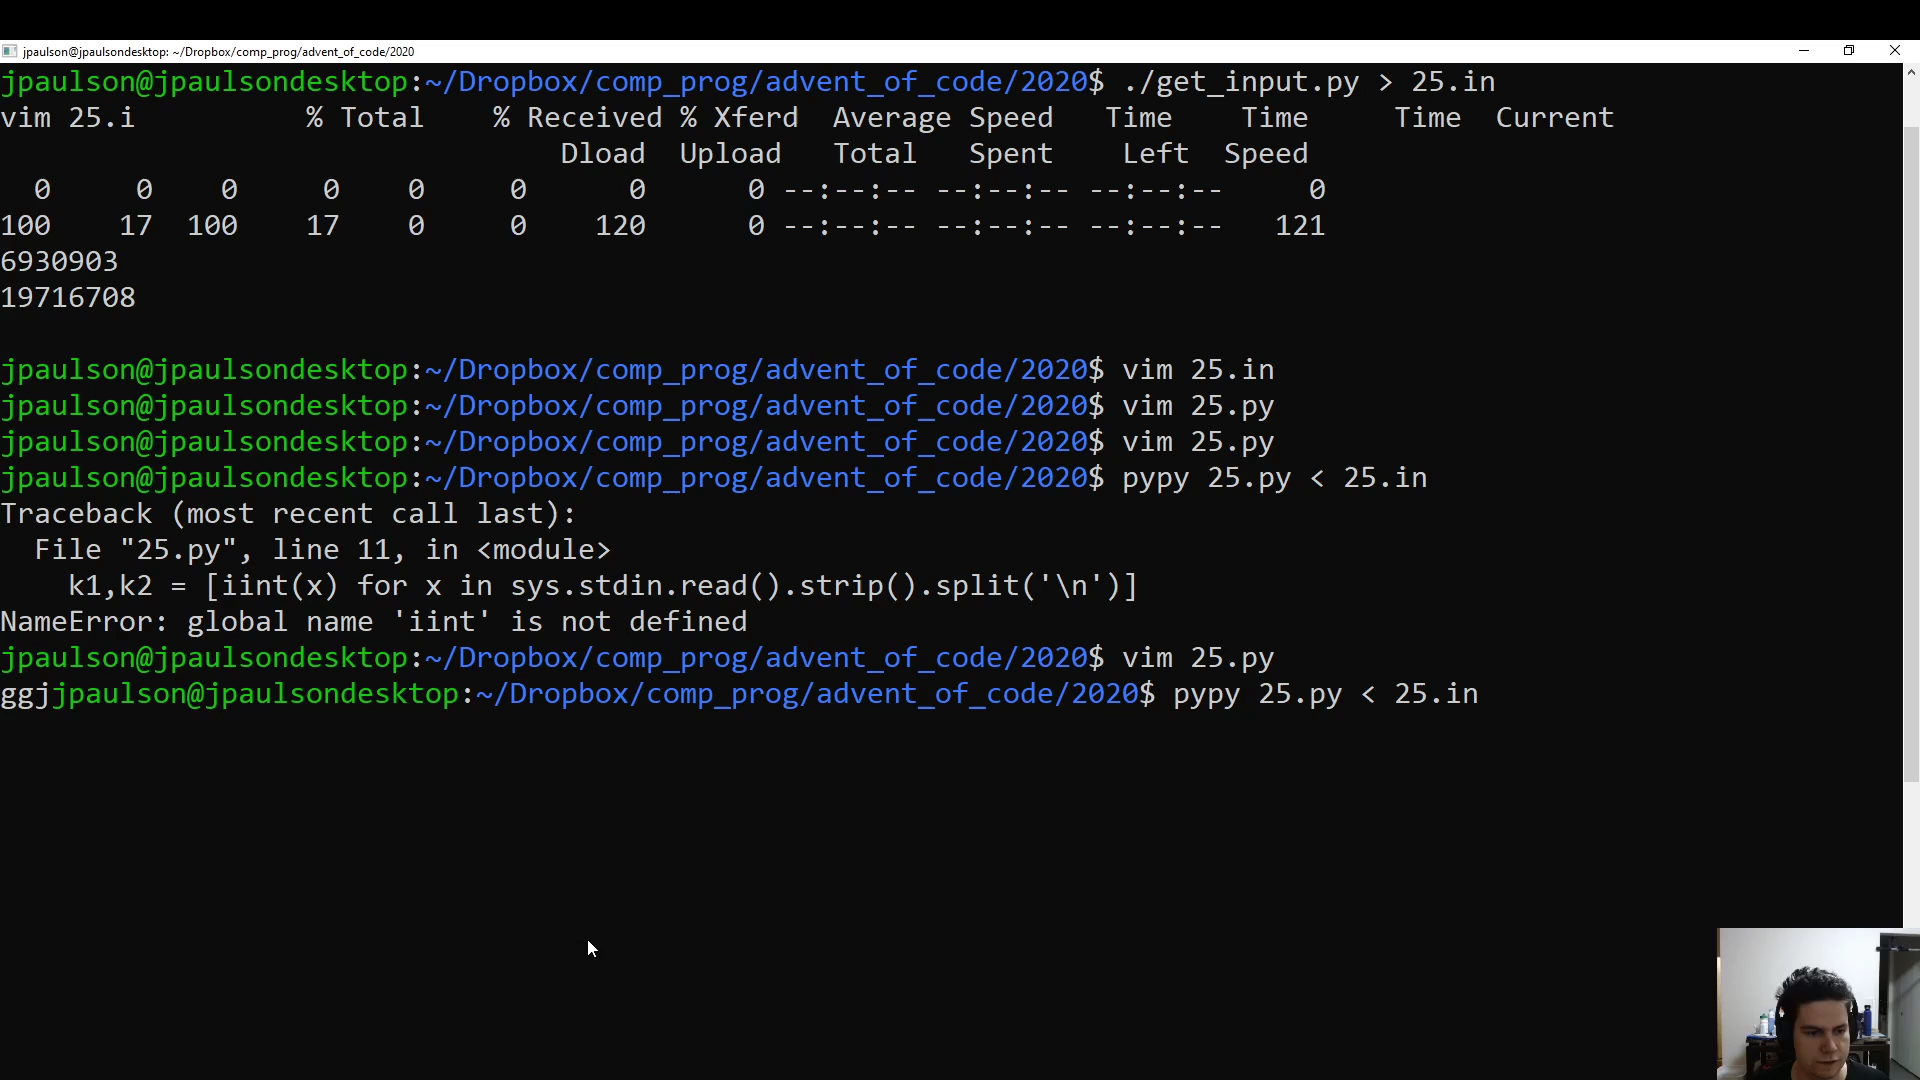 jpaulson@jpaulsondesktop: ~/Dropbox/comp_prog/advent_of_code/2020
jpaulson@jpaulsondesktop:~/Dropbox/comp_prog/advent_of_code/2020$ ./get_input.py > 25.in
vim 25.i          % Total    % Received % Xferd  Average Speed   Time    Time     Time  Current
                                 Dload  Upload   Total   Spent    Left  Speed
  0     0    0     0    0     0      0      0 --:--:-- --:--:-- --:--:--     0
100    17  100    17    0     0    120      0 --:--:-- --:--:-- --:--:--   121
6930903
19716708
jpaulson@jpaulsondesktop:~/Dropbox/comp_prog/advent_of_code/2020$ vim 25.in
jpaulson@jpaulsondesktop:~/Dropbox/comp_prog/advent_of_code/2020$ vim 25.py
jpaulson@jpaulsondesktop:~/Dropbox/comp_prog/advent_of_code/2020$ vim 25.py
jpaulson@jpaulsondesktop:~/Dropbox/comp_prog/advent_of_code/2020$ pypy 25.py < 25.in
Traceback (most recent call last):
  File "25.py", line 11, in <module>
    k1,k2 = [iint(x) for x in sys.stdin.read().strip().split('\n')]
NameError: global name 'iint' is not defined
jpaulson@jpaulsondesktop:~/Dropbox/comp_prog/advent_of_code/2020$ vim 25.py
ggjjpaulson@jpaulsondesktop:~/Dropbox/comp_prog/advent_of_code/2020$ pypy 25.py < 25.in